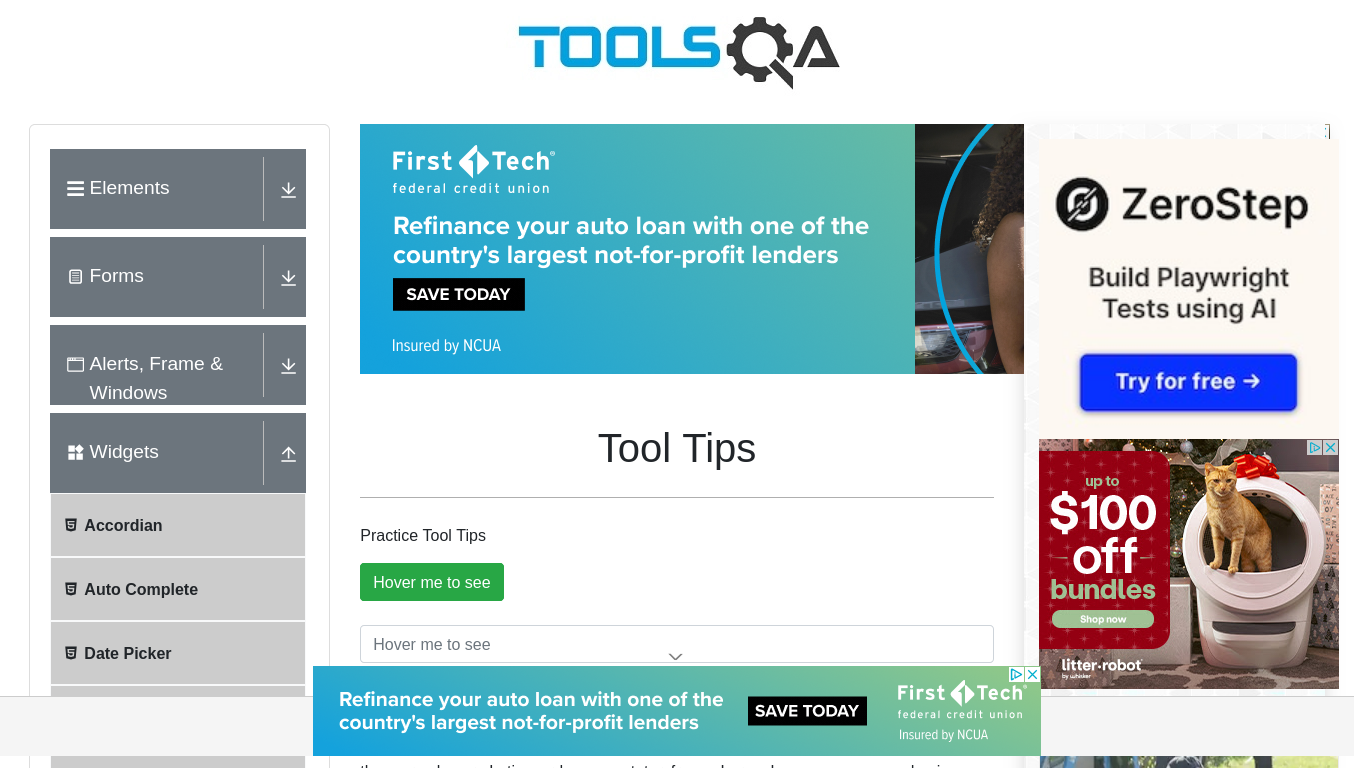 TOOLSQA
Elements
Forms
Alerts, Frame &
Windows
Widgets
Accordian
Auto Complete
Date Picker
First Tech®
federal credit union
Refinance your auto loan with one of the
country's largest not-for-profit lenders
SAVE TODAY
Insured by NCUA
Tool Tips
Practice Tool Tips
Hover me to see
Hover me to see
ZeroStep
Build Playwright
Tests using AI
Try for free →
up to
$100
off
bundles
Shop now
litter-robot
by whisker
Refinance your auto loan with one of the
country's largest not-for-profit lenders
SAVE TODAY
First Tech®
federal credit union
Insured by NCUA